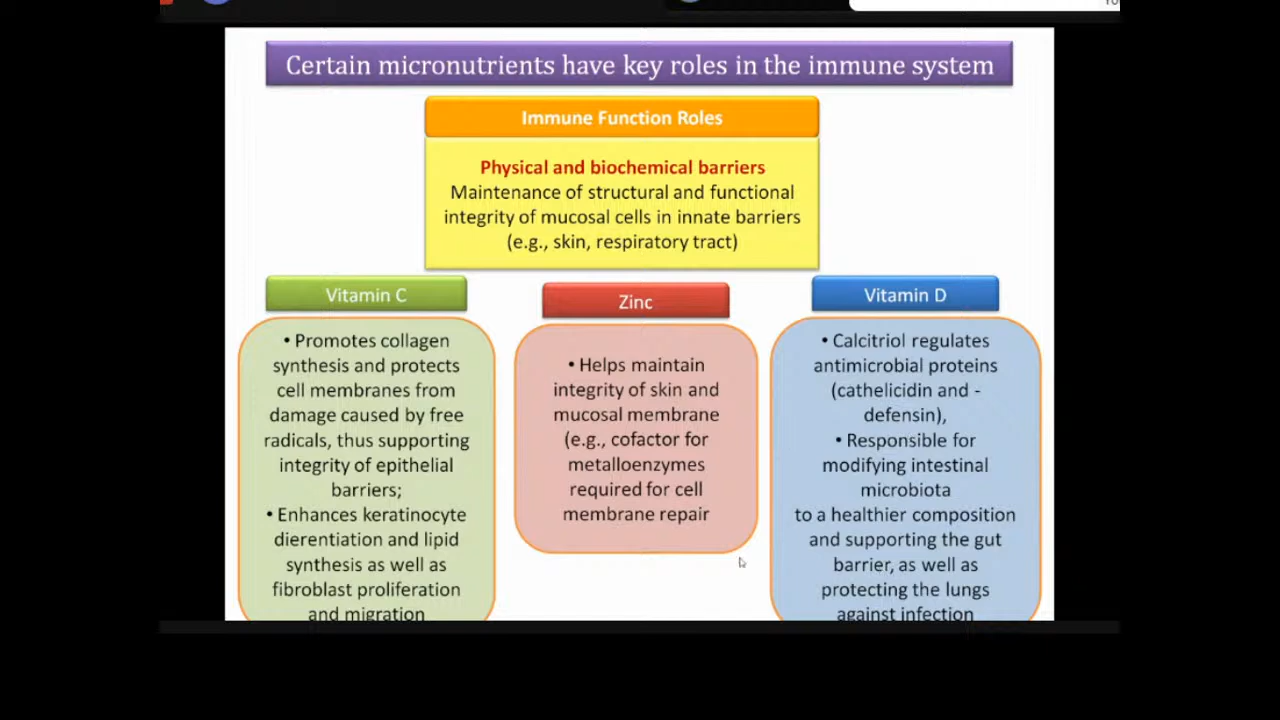 Certain micronutrients have key roles in the immune system
Immune Function Roles
Physical and biochemical barriers
Maintenance of structural and functional
integrity of mucosal cells in innate barriers
(e.g., skin, respiratory tract)
Vitamin C
• Promotes collagen
synthesis and protects
cell membranes from
damage caused by free
radicals, thus supporting
integrity of epithelial
barriers;
• Enhances keratinocyte
dierentiation and lipid
synthesis as well as
fibroblast proliferation
and migration
Zinc
• Helps maintain
integrity of skin and
mucosal membrane
(e.g., cofactor for
metalloenzymes
required for cell
membrane repair
Vitamin D
• Calcitriol regulates
antimicrobial proteins
(cathelicidin and -
defensin),
• Responsible for
modifying intestinal
microbiota
to a healthier composition
and supporting the gut
barrier, as well as
protecting the lungs
against infection